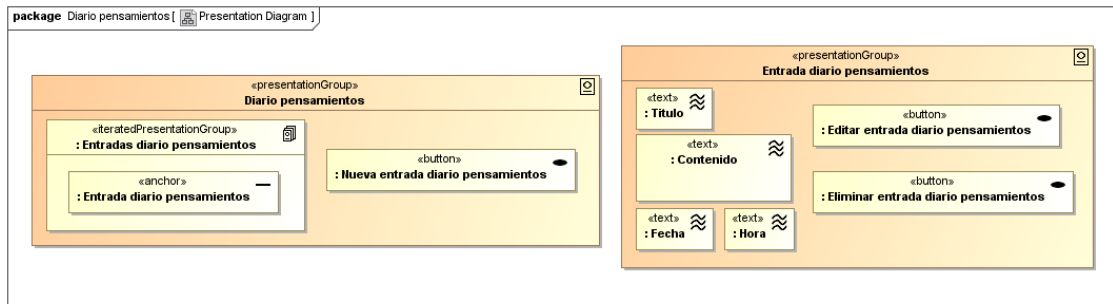 package Diario pensamientos [ Presentation Diagram ]
«presentationGroup»
Diario pensamientos
«iteratedPresentationGroup»
: Entradas diario pensamientos
«anchor»
: Entrada diario pensamientos
«button»
: Nueva entrada diario pensamientos
«presentationGroup»
Entrada diario pensamientos
«text»
: Titulo
«text»
: Contenido
«text»
: Fecha
«text»
: Hora
«button»
: Editar entrada diario pensamientos
«button»
: Eliminar entrada diario pensamientos